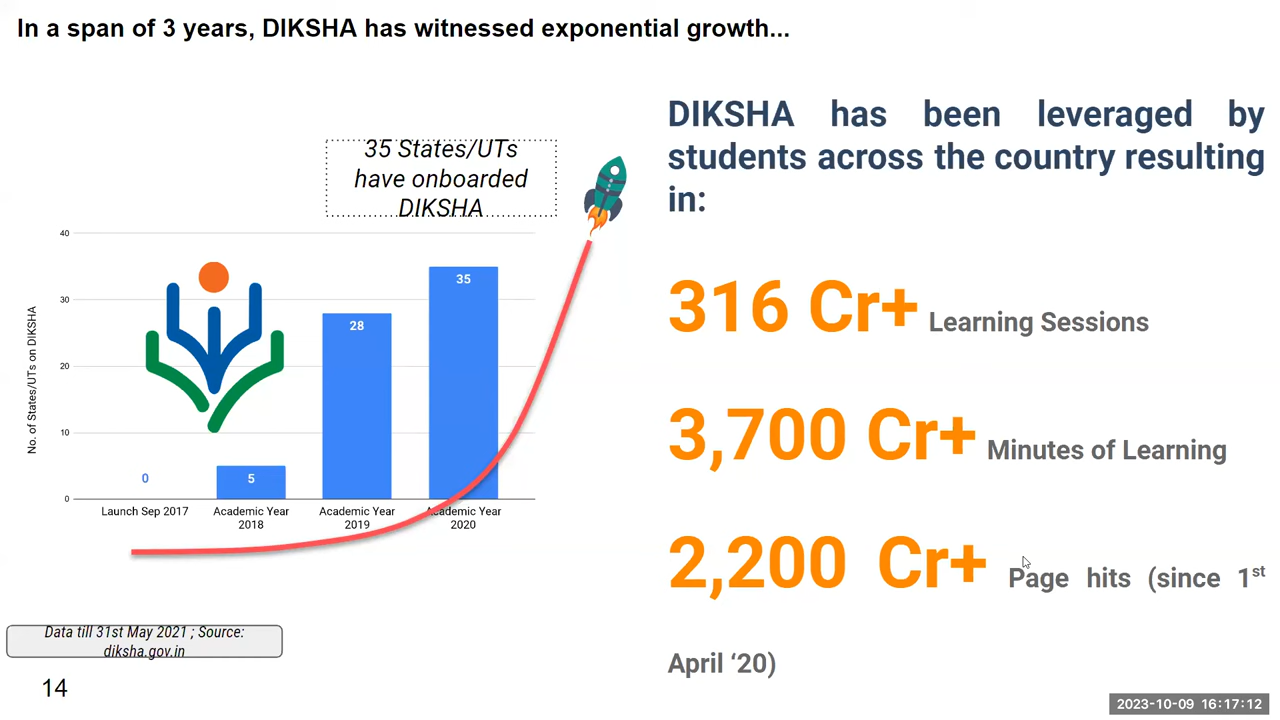 In a span of 3 years, DIKSHA has witnessed exponential growth...
35 States/UTs
have onboarded
DIKSHA
No. of States/UTs on DIKSHA
40
30
20
10
0
0
5
28
35
Launch Sep 2017
Academic Year
2018
Academic Year
2019
Academic Year
2020
Data till 31st May 2021 ; Source:
diksha.gov.in
14
DIKSHA has been leveraged by
students across the country resulting
in:
316 Cr+ Learning Sessions
3,700 Cr+ Minutes of Learning
2,200 Cr+ Page hits (since 1st
April ‘20)
2023-10-09 16:17:12